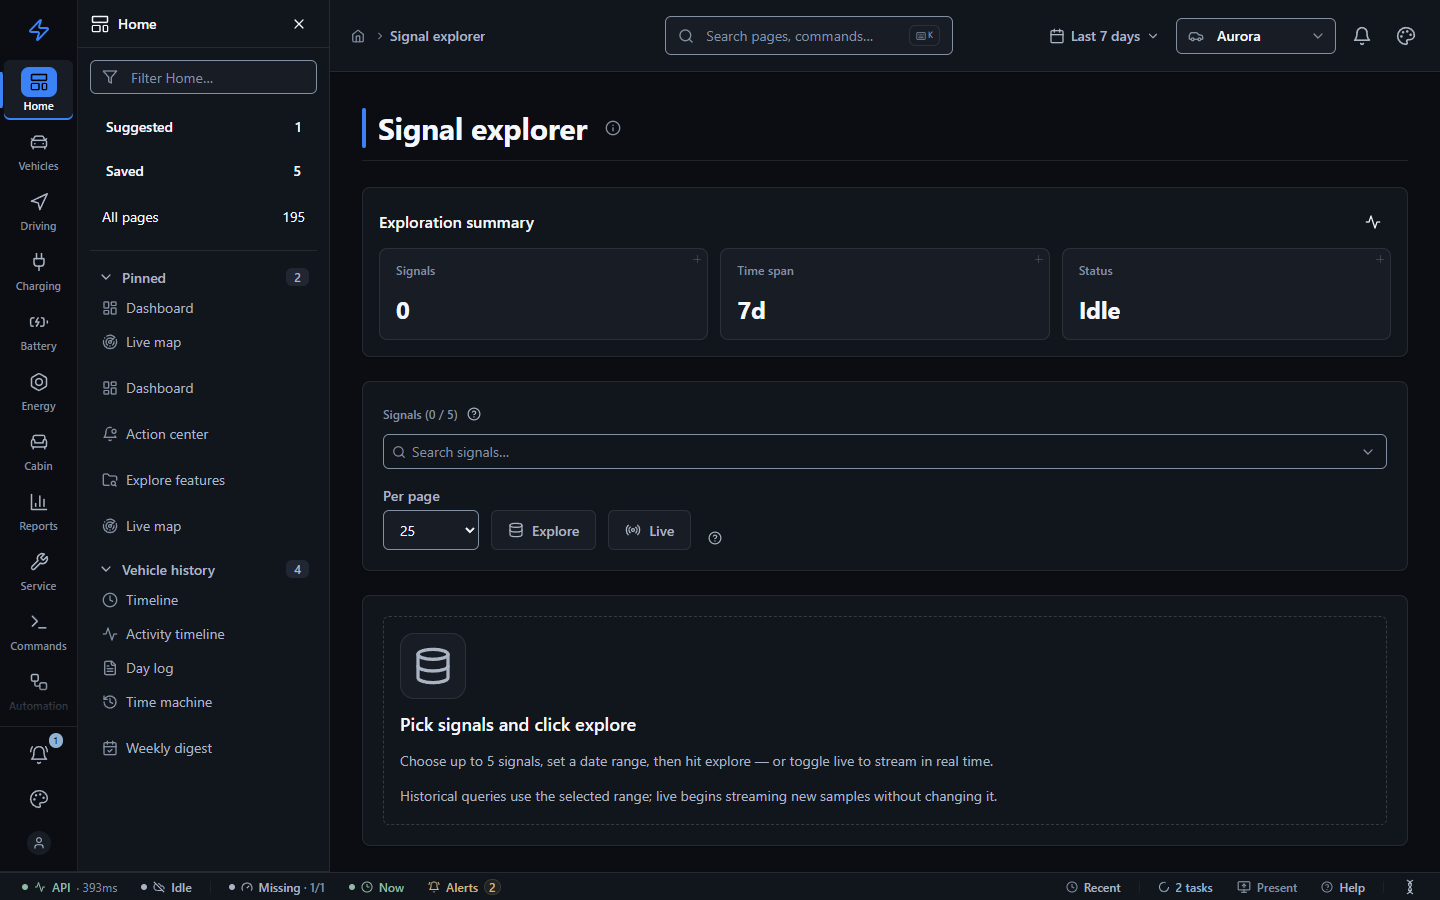 Home
Vehicles
Driving
Charging
Battery
Energy
Cabin
Reports
Service
Commands
Automation
1
Home
Filter Home...
Suggested 1
Saved 5
All pages 195
Pinned 2
Dashboard
Live map
Dashboard
Action center
Explore features
Live map
Vehicle history 4
Timeline
Activity timeline
Day log
Time machine
Weekly digest
Signal explorer
Search pages, commands... K
Last 7 days
Aurora
Signal explorer
Exploration summary
Signals
0
Time span
7d
Status
Idle
Signals (0 / 5)
Search signals...
Per page
25
Explore
Live
Pick signals and click explore
Choose up to 5 signals, set a date range, then hit explore — or toggle live to stream in real time.
Historical queries use the selected range; live begins streaming new samples without changing it.
API · 393ms
Idle
Missing · 1/1
Now
Alerts 2
Recent
2 tasks
Present
Help